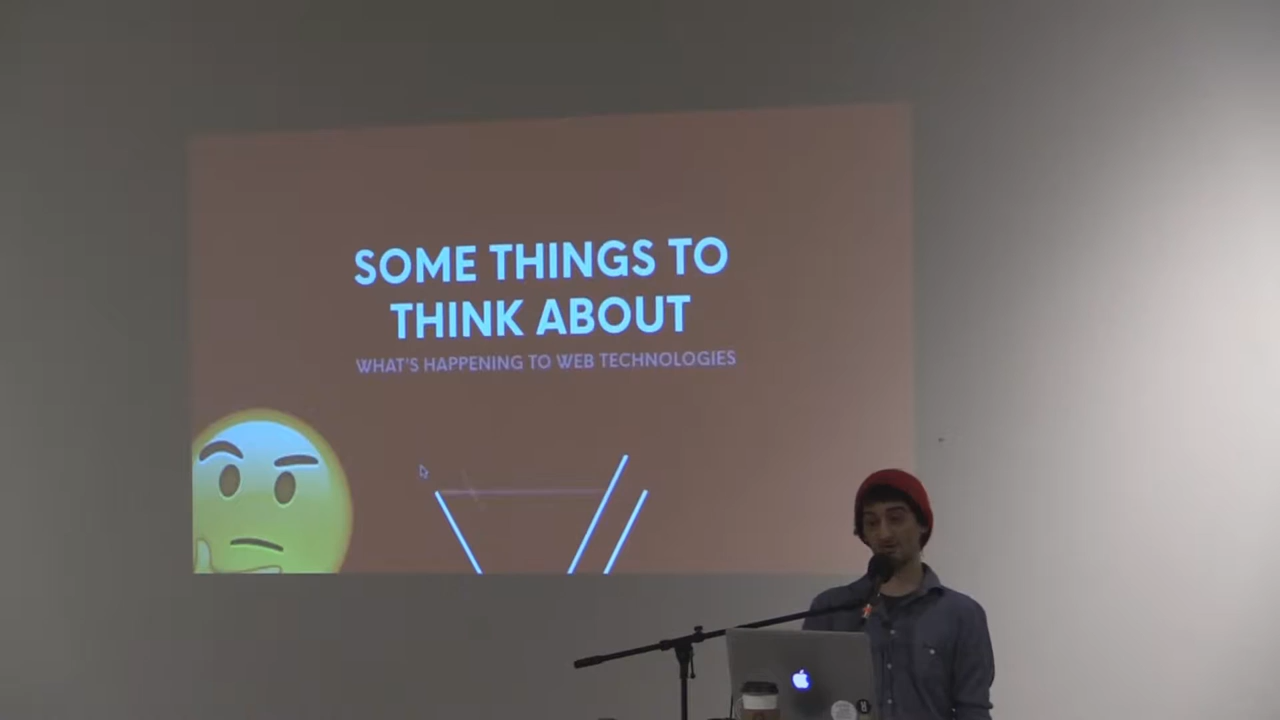 SOME THINGS TO
THINK ABOUT
WHAT'S HAPPENING TO WEB TECHNOLOGIES